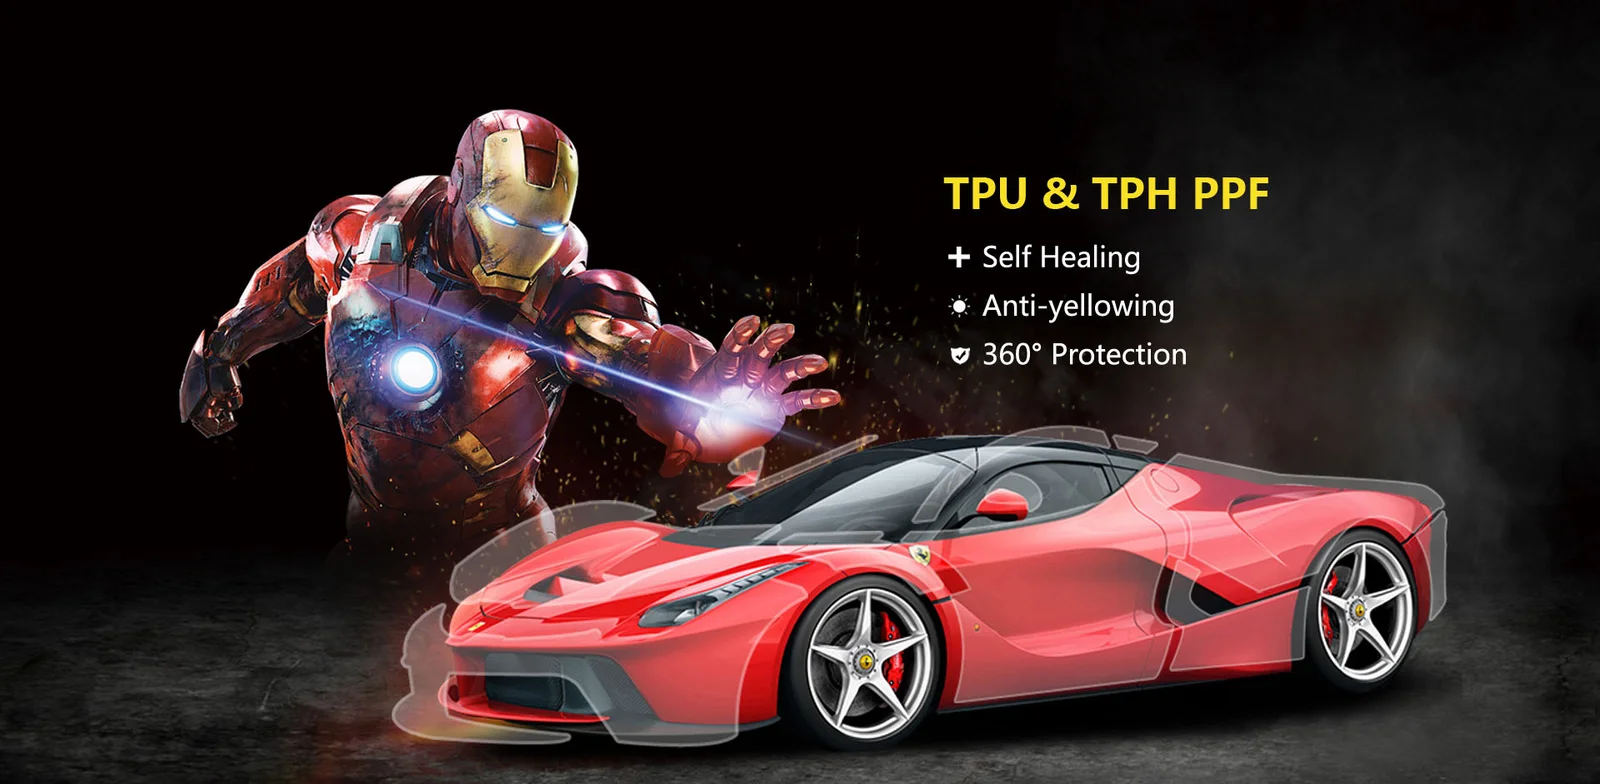 TPU & TPH PPF
Self Healing
Anti-yellowing
360° Protection